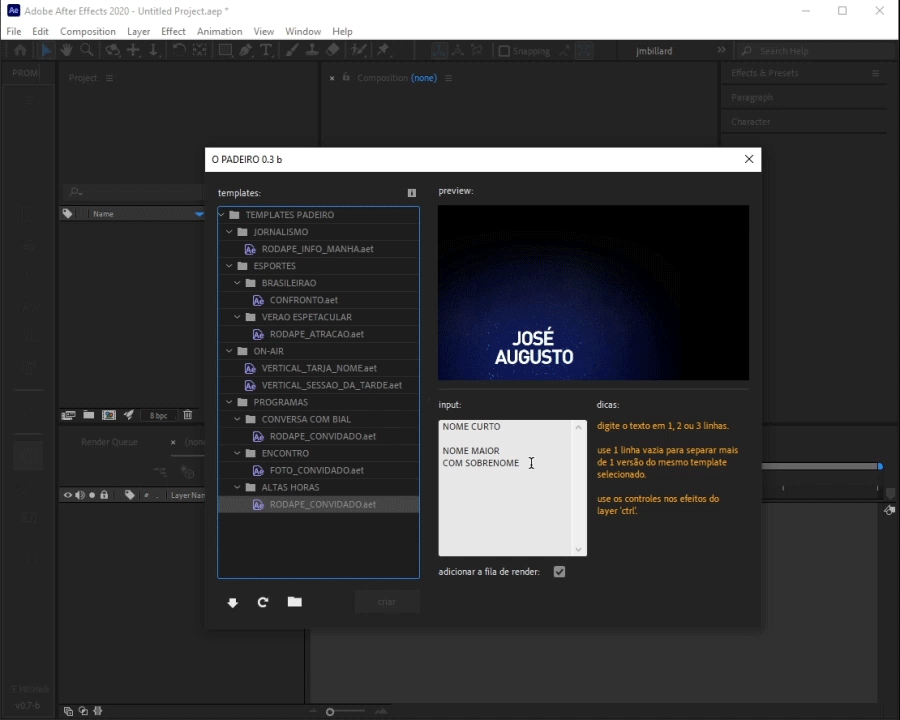 Adobe After Effects 2020 - Untitled Project.aep *
File Edit Composition Layer Effect Animation View Window Help
Snapping
jmbillard
Search Help
PROM
Project
Composition (none)
Effects & Presets
Paragraph
Character
Name
8 bpc
Render Queue
(none
Layer Nam
v0.7-b
O PADEIRO 0.3 b
templates:
TEMPLATES PADEIRO
JORNALISMO
RODAPE_INFO_MANHA.aet
ESPORTES
BRASILEIRAO
CONFRONTO.aet
VERAO ESPETACULAR
RODAPE_ATRACAO.aet
ON-AIR
VERTICAL_TARJA_NOME.aet
VERTICAL_SESSAO_DA_TARDE.aet
PROGRAMAS
CONVERSA COM BIAL
RODAPE_CONVIDADO.aet
ENCONTRO
FOTO_CONVIDADO.aet
ALTAS HORAS
RODAPE_CONVIDADO.aet
criar
preview:
JOSÉ
AUGUSTO
input:
NOME CURTO
NOME MAIOR
COM SOBRENOME
adicionar a fila de render:
dicas:
digite o texto em 1, 2 ou 3 linhas.
use 1 linha vazia para separar mais
de 1 versão do mesmo template
selecionado.
use os controles nos efeitos do
layer 'ctrl'.